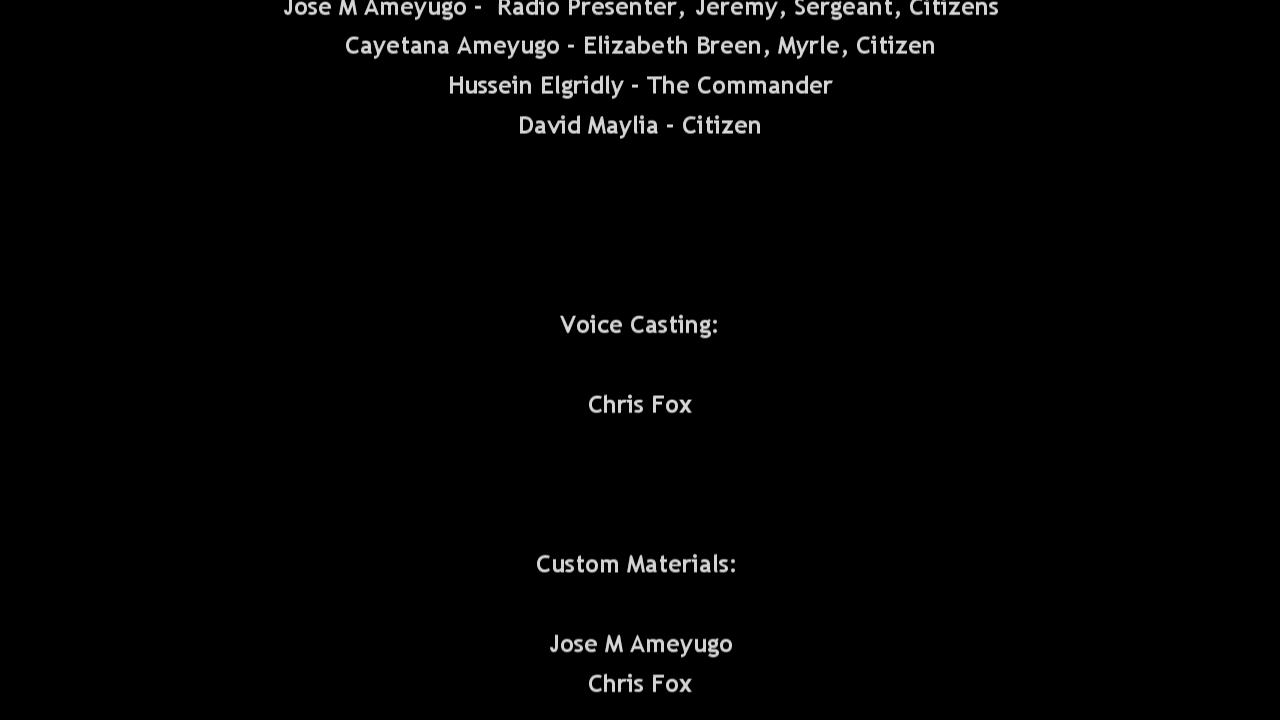 Jose M Ameyugo -  Radio Presenter, Jeremy, Sergeant, Citizens
Cayetana Ameyugo - Elizabeth Breen, Myrle, Citizen
Hussein Elgridly - The Commander
David Maylia - Citizen
Voice Casting:
Chris Fox
Custom Materials:
Jose M Ameyugo
Chris Fox